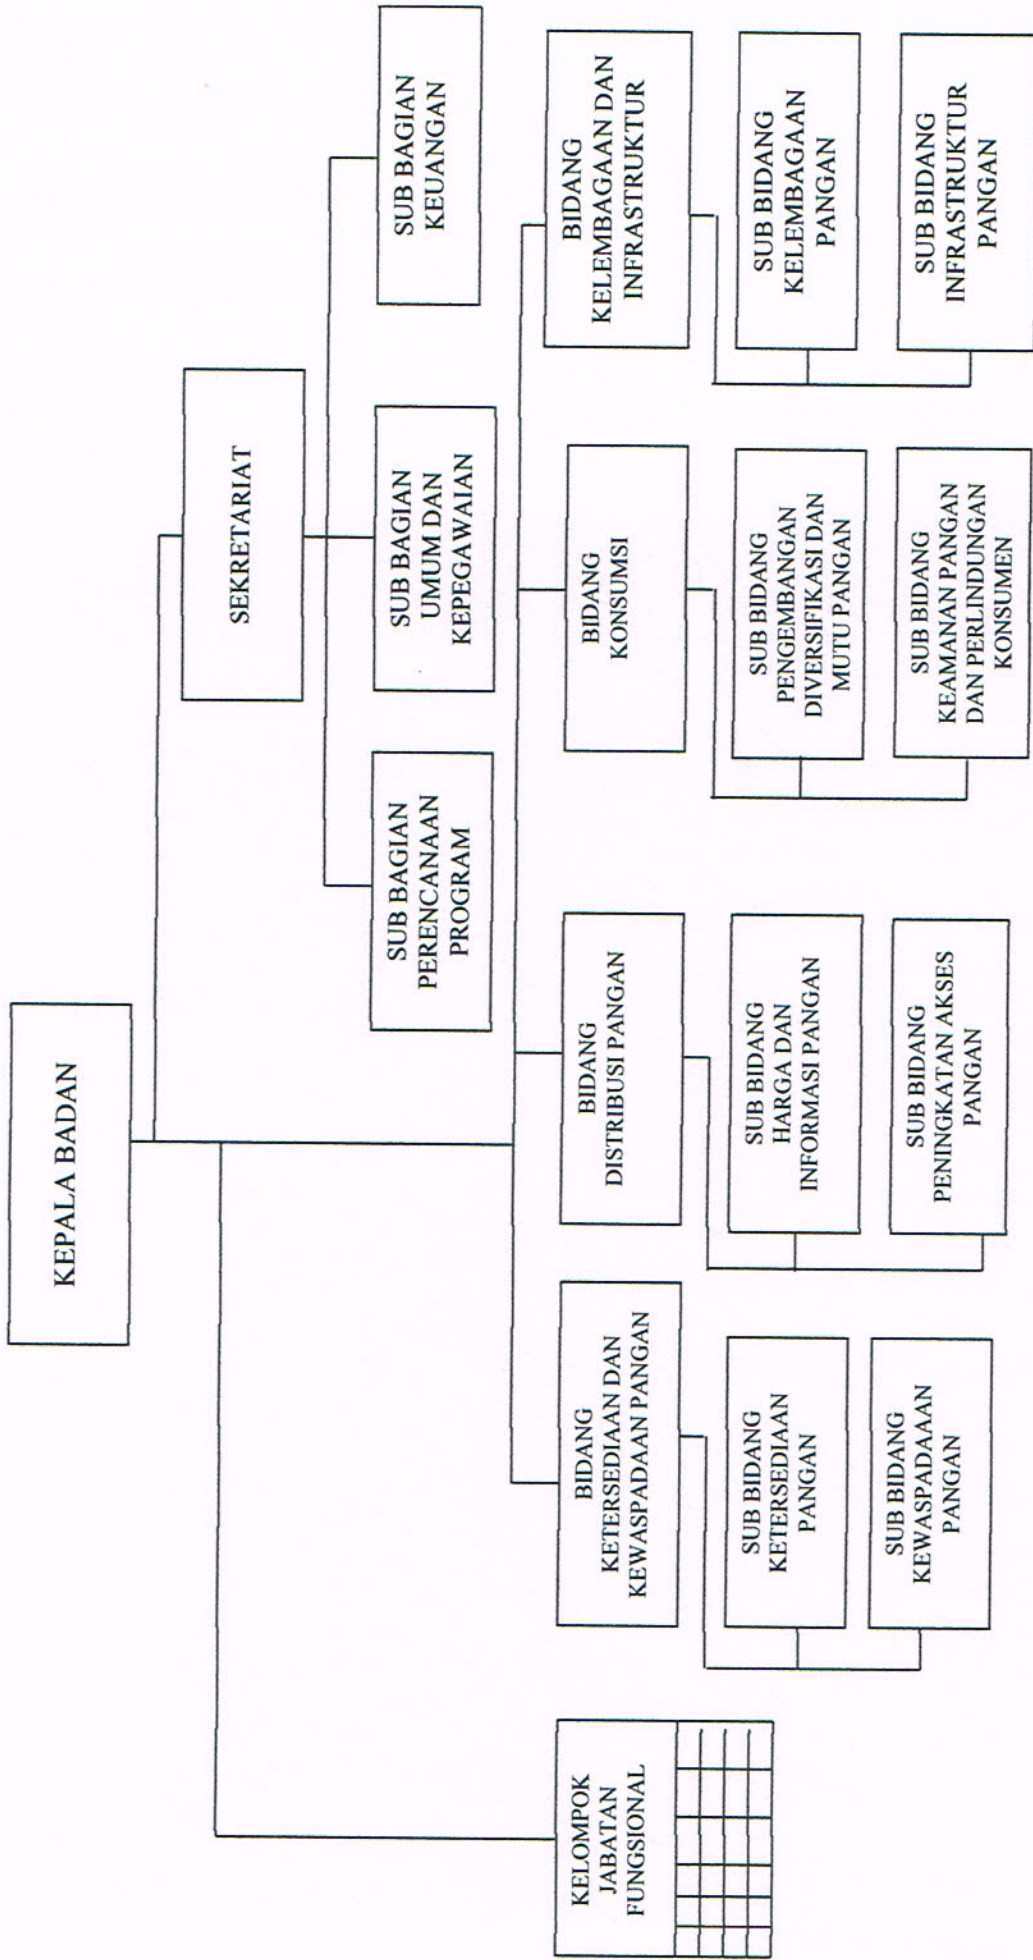 KEPALA BADAN
SEKRETARIAT
SUB BAGIAN
PERENCANAAN
PROGRAM
SUB BAGIAN
UMUM DAN
KEPEGAWAIAN
SUB BAGIAN
KEUANGAN
KELOMPOK
JABATAN
FUNGSIONAL
BIDANG
KETERSEDIAAN DAN
KEWASPADAAN PANGAN
SUB BIDANG
KETERSEDIAAN
PANGAN
SUB BIDANG
KEWASPADAAAN
PANGAN
BIDANG
DISTRIBUSI PANGAN
SUB BIDANG
HARGA DAN
INFORMASI PANGAN
SUB BIDANG
PENINGKATAN AKSES
PANGAN
BIDANG
KONSUMSI
SUB BIDANG
PENGEMBANGAN
DIVERSIFIKASI DAN
MUTU PANGAN
SUB BIDANG
KEAMANAN PANGAN
DAN PERLINDUNGAN
KONSUMEN
BIDANG
KELEMBAGAAN DAN
INFRASTRUKTUR
SUB BIDANG
KELEMBAGAAN
PANGAN
SUB BIDANG
INFRASTRUKTUR
PANGAN